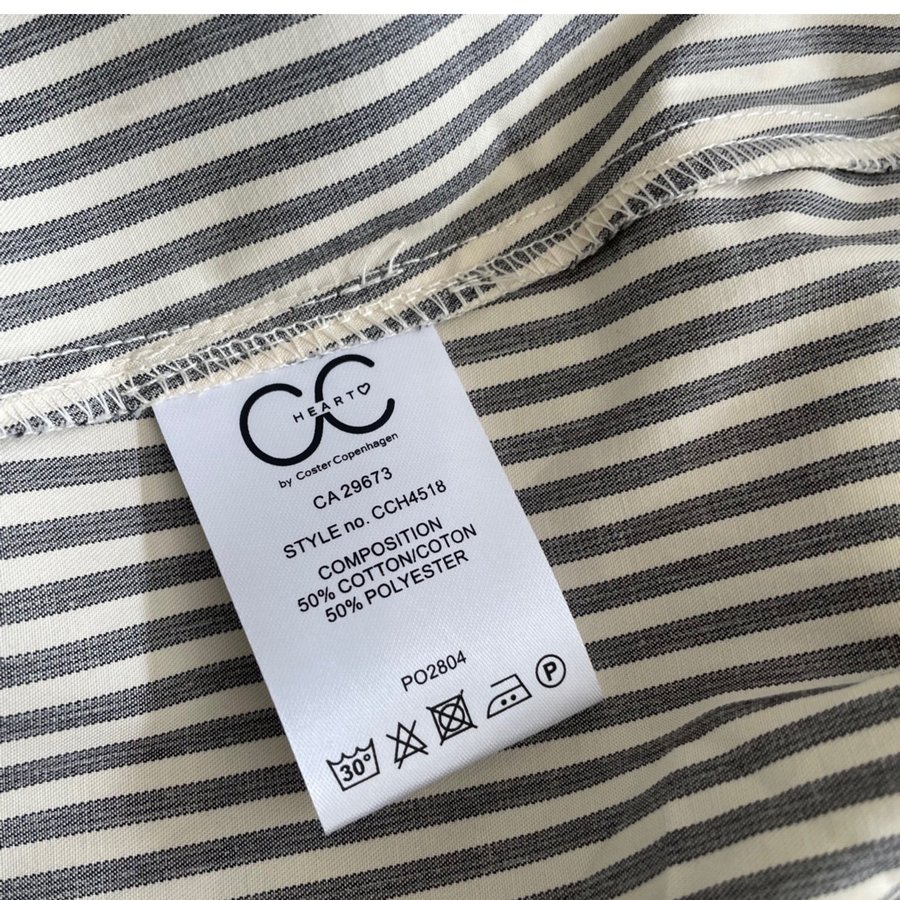 CC
HEART
by Coster Copenhagen
CA 29673
STYLE no. CCH4518
COMPOSITION
50% COTTON/COTON
50% POLYESTER
PO2804
30° P